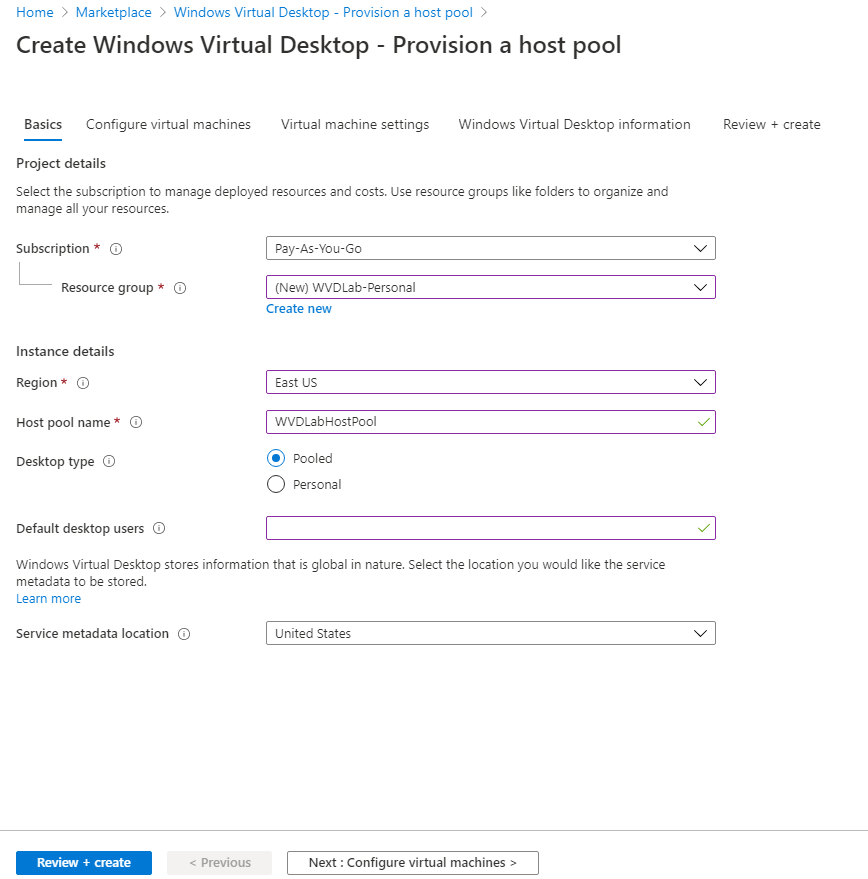 Home > Marketplace > Windows Virtual Desktop - Provision a host pool >
Create Windows Virtual Desktop - Provision a host pool
Basics Configure virtual machines Virtual machine settings Windows Virtual Desktop information Review + create
Project details
Select the subscription to manage deployed resources and costs. Use resource groups like folders to organize and
manage all your resources.
Subscription * Pay-As-You-Go
Resource group * (New) WVDLab-Personal
Create new
Instance details
Region * East US
Host pool name * WVDLabHostPool
Desktop type Pooled
Personal
Default desktop users
Windows Virtual Desktop stores information that is global in nature. Select the location you would like the service
metadata to be stored.
Learn more
Service metadata location United States
Review + create < Previous Next : Configure virtual machines >